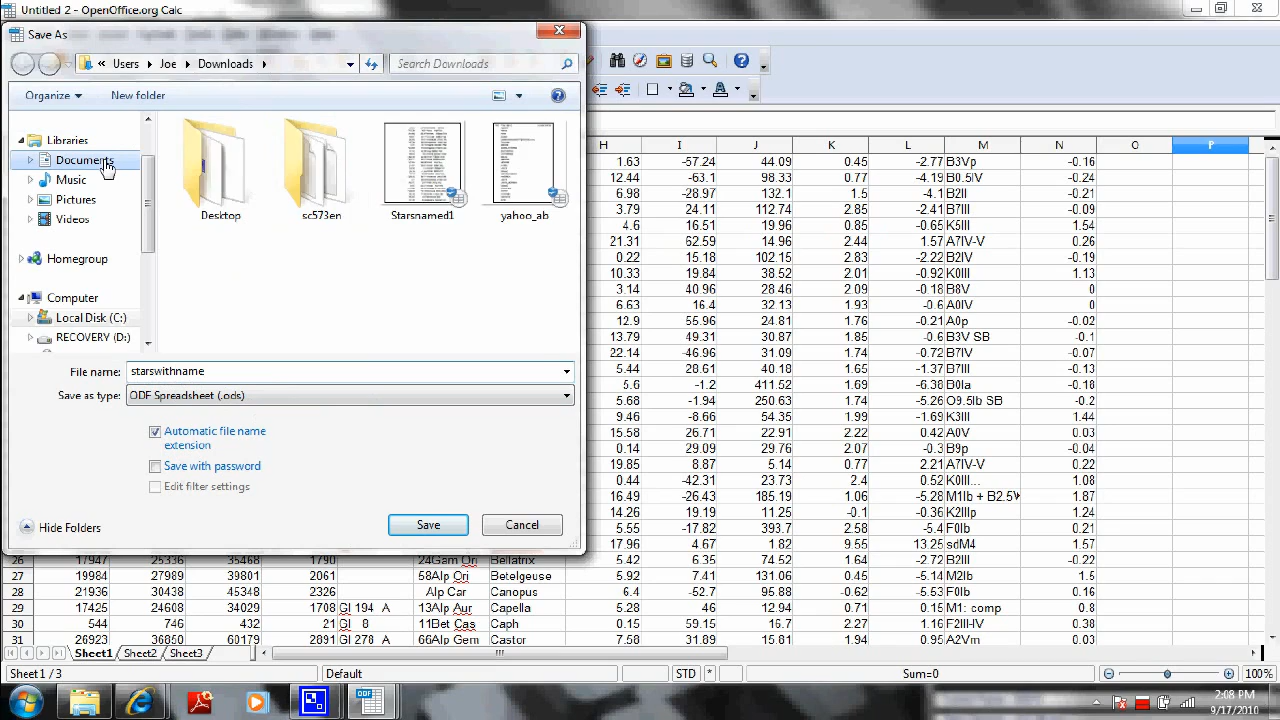 Untitled 2 - OpenOffice.org Calc
Save As
« Users Joe Downloads
Search Downloads
Organize New folder
Libraries
Documents
Music
Pictures
Videos
Homegroup
Computer
Local Disk (C:)
RECOVERY (D:)
Desktop sc573en Starsnamed1 yahoo_ab
File name: starswithname
Save as type: ODF Spreadsheet (.ods)
Automatic file name
extension
Save with password
Edit filter settings
Hide Folders
Save Cancel
I J K L M N P
1.63 -57.24 44.09 0.45 -2.77 B3Vp -0.16
12.44 -63.1 98.33 0.77 -4.19 B0.5IV -0.24
6.98 -28.97 132.1 1.5 -4.1 B2II -0.21
3.79 24.11 112.74 2.85 -2.41 B7III -0.09
4.6 16.51 19.96 0.85 -0.65 K5III 1.54
21.31 62.59 14.96 2.44 1.57 A7IV-V 0.26
0.22 15.18 102.15 2.83 -2.22 B2IV -0.19
10.33 19.84 38.52 2.01 -0.92 K0III 1.13
3.14 40.96 28.46 2.09 -0.18 B8V 0
6.63 16.4 32.13 1.93 -0.6 A0IV 0
12.9 55.96 24.81 1.76 -0.21 A0p -0.02
13.79 49.31 30.87 1.85 -0.6 B3V SB -0.1
22.14 -46.96 31.09 1.74 -0.72 B7IV -0.07
5.44 28.61 40.18 1.65 -1.37 B7III -0.13
5.6 -1.2 411.52 1.69 -6.38 B0Ia -0.18
5.68 -1.94 250.63 1.74 -5.26 O9.5Ib SB -0.2
9.46 -8.66 54.35 1.99 -1.69 K3III 1.44
15.58 26.71 22.91 2.22 0.42 A0V 0.03
0.14 29.09 29.76 2.07 -0.3 B9p -0.04
19.85 8.87 5.14 0.77 2.21 A7IV-V 0.22
0.44 -42.31 23.73 2.4 0.52 K0III... 1.08
16.49 -26.43 185.19 1.06 -5.28 M1Ib + B2.5V 1.87
14.26 19.19 11.25 -0.1 -0.36 K2IIIp 1.24
5.55 -17.82 393.7 2.58 -5.4 F0Ib 0.21
17.96 4.67 1.82 9.55 13.25 sdM4 1.57
26 17947 25336 35468 1790 24Gam Ori Bellatrix 5.42 6.35 74.52 1.64 -2.72 B2III -0.22
27 19984 27989 39801 2061 58Alp Ori Betelgeuse 5.92 7.41 131.06 0.45 -5.14 M2Ib 1.5
28 21936 30438 45348 2326 Alp Car Canopus 6.4 -52.7 95.88 -0.62 -5.53 F0Ib 0.16
29 17425 24608 34029 1708 Gl 194 A 13Alp Aur Capella 5.28 46 12.94 0.71 0.15 M1: comp 0.8
30 544 746 432 21 Gl 8 11Bet Cas Caph 0.15 59.15 16.7 2.27 1.16 F2III-IV 0.38
31 26923 36850 60179 2891 Gl 278 A 66Alp Gem Castor 7.58 31.89 15.81 1.94 0.95 A2Vm 0.03
Sheet1 Sheet2 Sheet3
Sheet 1 / 3 Default STD * Sum=0 100%
2:08 PM
9/17/2010